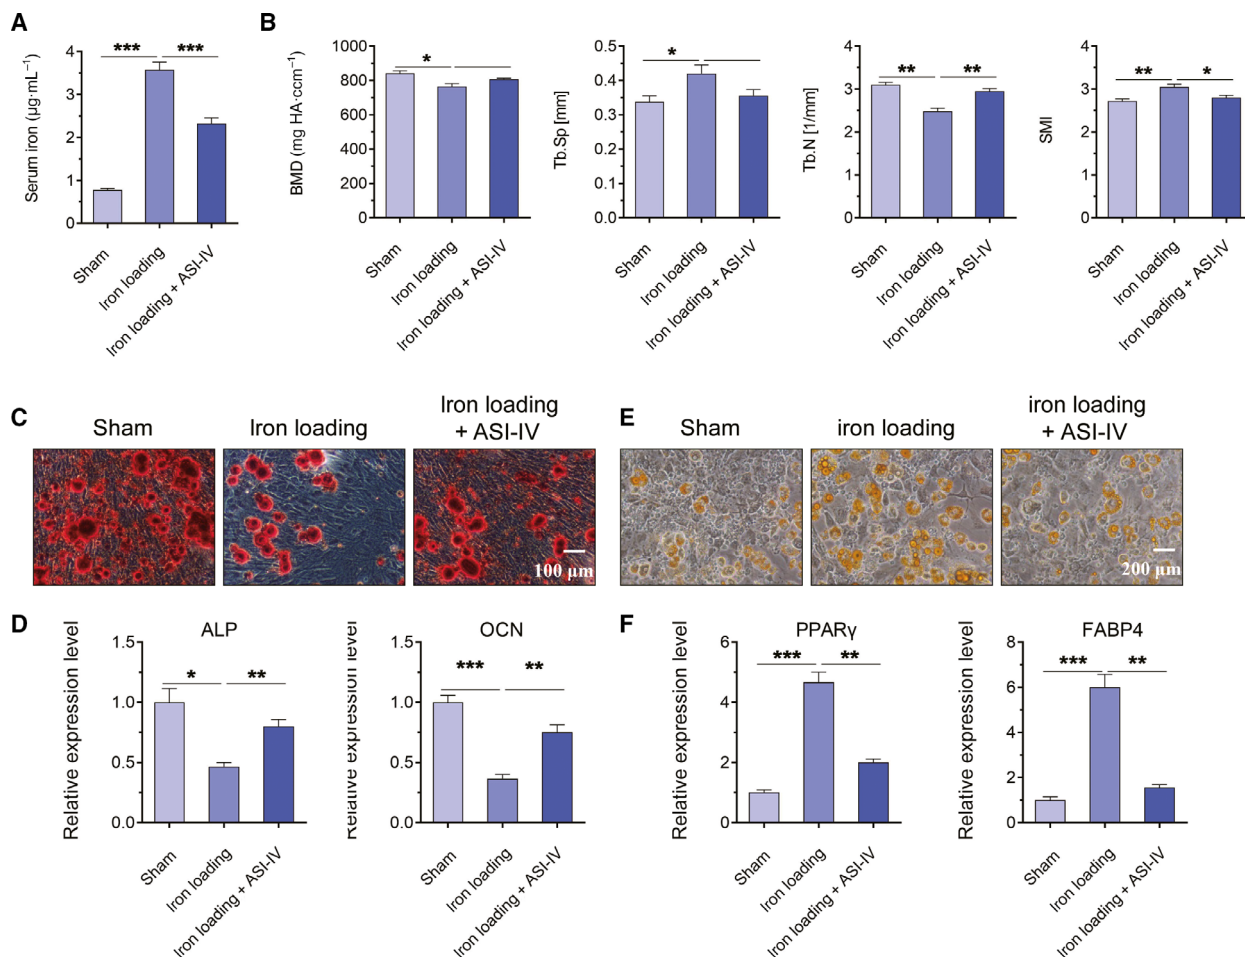 A
Serum iron (µg·mL⁻¹)
4
3
2
1
0
***
***
Sham
Iron loading
Iron loading + ASI-IV
B
BMD (mg HA·ccm⁻¹)
1000
800
600
400
200
0
*
Sham
Iron loading
Iron loading + ASI-IV
Tb.Sp [mm]
0.5
0.4
0.3
0.2
0.1
0.0
*
Sham
Iron loading
Iron loading + ASI-IV
Tb.N [1/mm]
4
3
2
1
0
**
**
Sham
Iron loading
Iron loading + ASI-IV
SMI
4
3
2
1
0
**
*
Sham
Iron loading
Iron loading + ASI-IV
C
Sham
Iron loading
Iron loading
+ ASI-IV
100 µm
E
Sham
iron loading
iron loading
+ ASI-IV
200 µm
D
ALP
Relative expression level
1.5
1.0
0.5
0.0
*
**
Sham
Iron loading
Iron loading + ASI-IV
OCN
Relative expression level
1.5
1.0
0.5
0.0
***
**
Sham
Iron loading
Iron loading + ASI-IV
F
PPARγ
Relative expression level
6
4
2
0
***
**
Sham
Iron loading
Iron loading + ASI-IV
FABP4
Relative expression level
8
6
4
2
0
***
**
Sham
Iron loading
Iron loading + ASI-IV